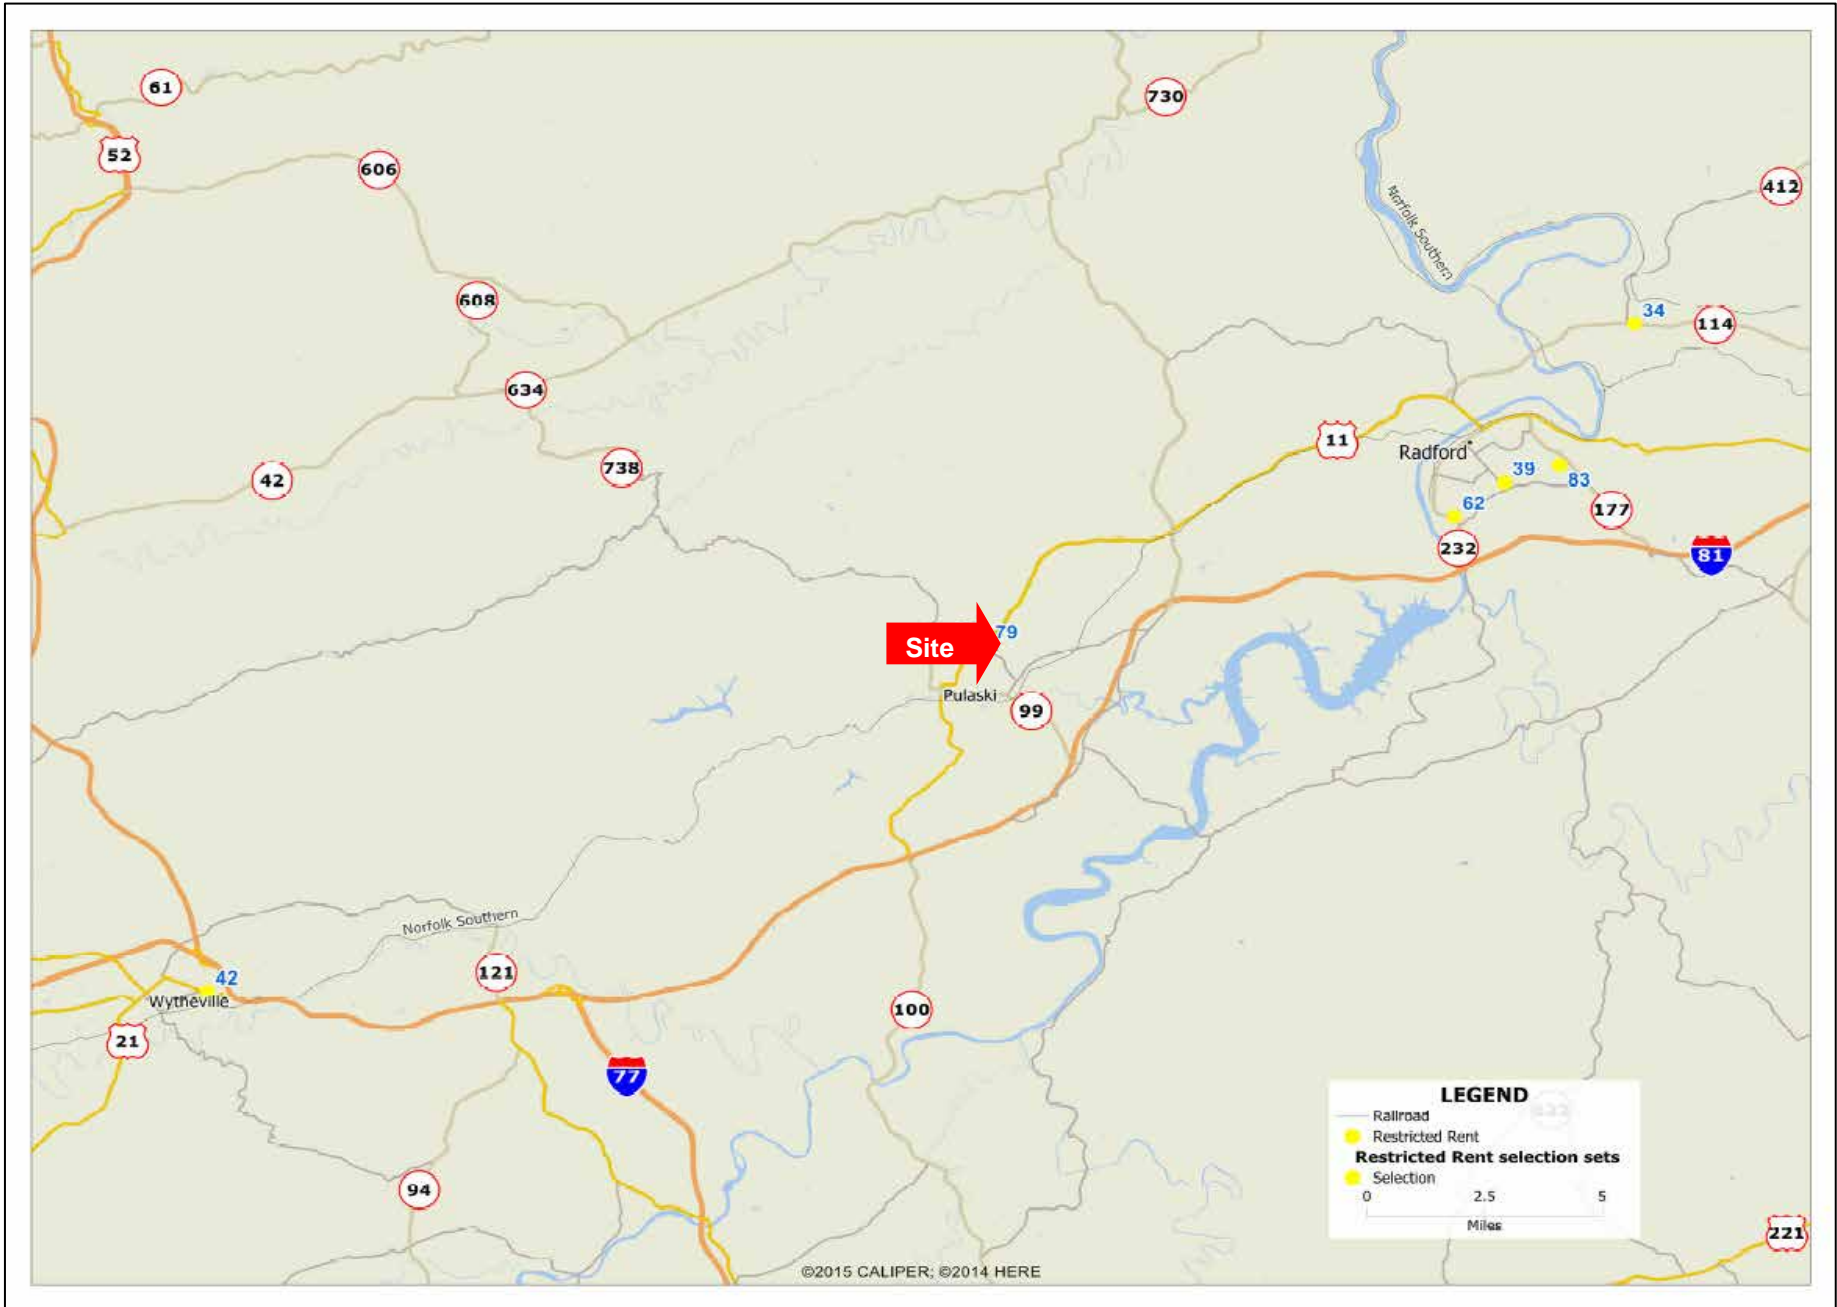 61
730
52
606
412
Norfolk Southern
608
34
114
634
11
Radford
738
42
39
83
62
177
232
81
79
Site
Pulaski
99
Norfolk Southern
42
121
Wytheville
100
21
77
LEGEND
Railroad
Restricted Rent
Restricted Rent selection sets
Selection
0 2.5 5
Miles
94
221
©2015 CALIPER; ©2014 HERE